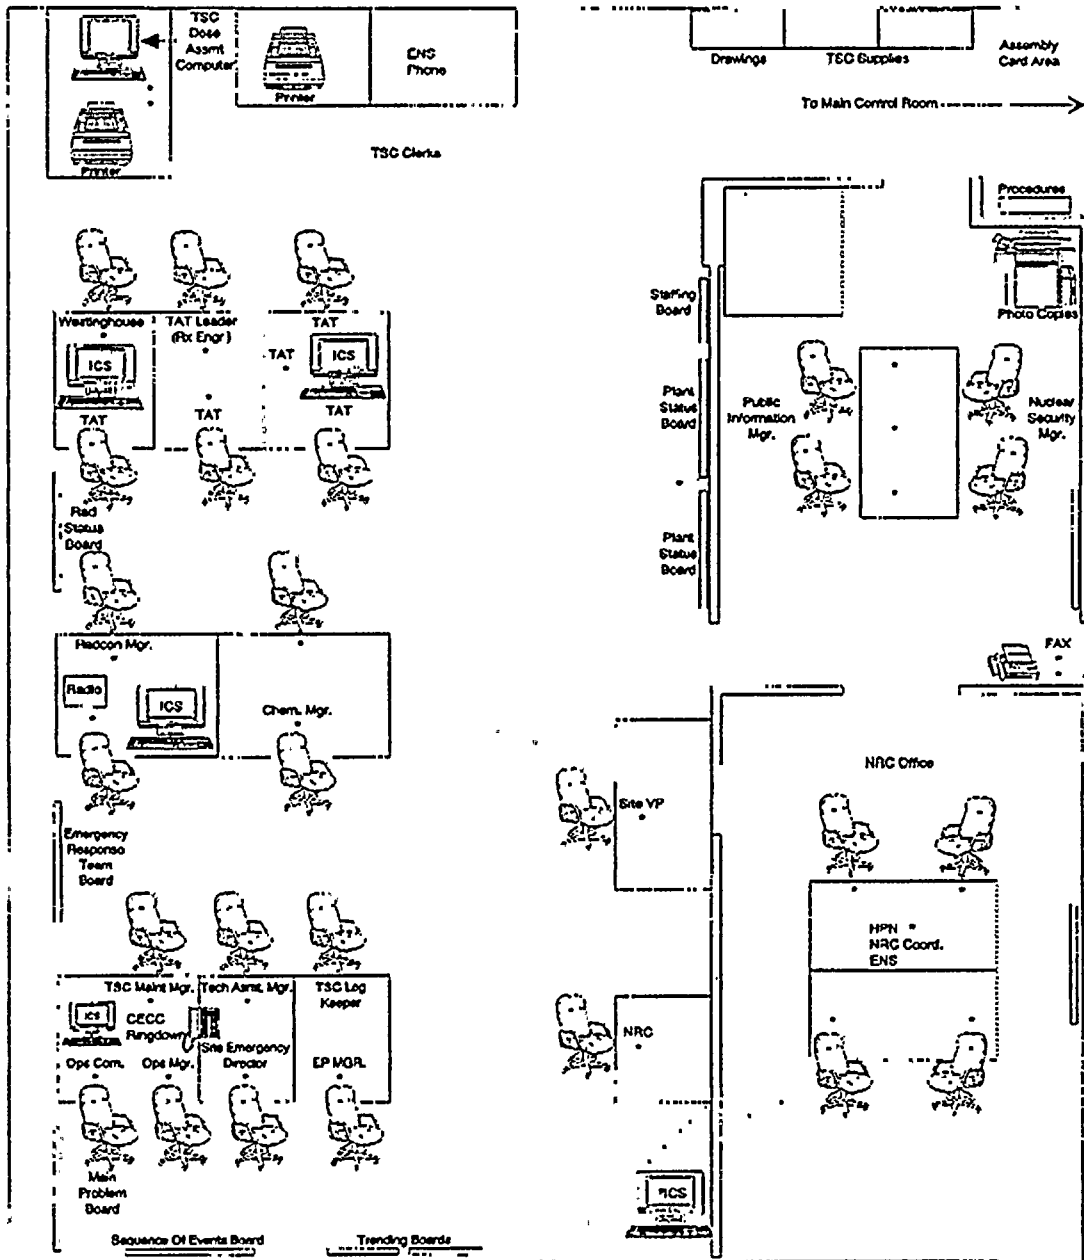 TSC
Dose
Assmt
Computer
ENS
Phone
Printer
Printer
TSC Clerks
Drawings
TSC Supplies
Assembly
Card Area
To Main Control Room
Procedures
Photo Copies
Staffing
Board
Plant
Status
Board
Plant
Status
Board
Public
Information
Mgr.
Nuclear
Security
Mgr.
Westinghouse
TAT Leader
(Rx Engr)
TAT
ICS
TAT
ICS
TAT
TAT
TAT
Rad
Status
Board
Radcon Mgr.
Radio
ICS
Chem. Mgr.
FAX
NRC Office
Site VP
Emergency
Response
Team
Board
HPN
NRC Coord.
ENS
TSC Maint Mgr.
Tech Asmt. Mgr.
TSC Log
Keeper
ICS
CECC
Ringdown
Site Emergency
Director
Ops Com.
Ops Mgr.
EP MGR.
NRC
ICS
Main
Problem
Board
Sequence Of Events Board
Trending Boards